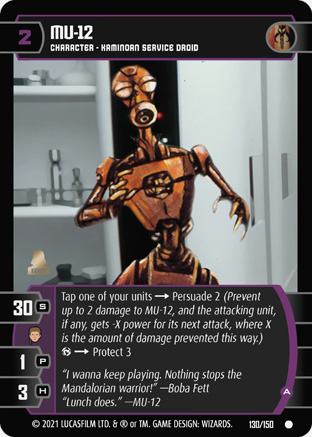 2
MU-12
CHARACTER - KAMINOAN SERVICE DROID
30 S
Tap one of your units → Persuade 2 (Prevent
up to 2 damage to MU-12, and the attacking unit,
if any, gets -X power for its next attack, where X
is the amount of damage prevented this way.)
→ Protect 3
1 P
3 H
“I wanna keep playing. Nothing stops the
Mandalorian warrior!” —Boba Fett
“Lunch does.” —MU-12
A
© 2021 LUCASFILM LTD. & ® or TM. GAME DESIGN: WIZARDS.
130/150